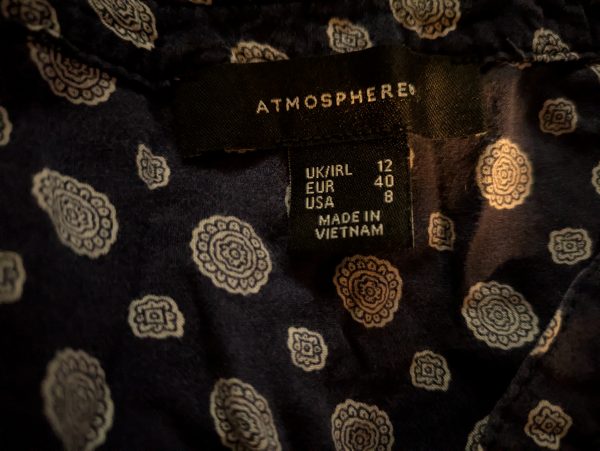 ATMOSPHERE
UK/IRL 12
EUR 40
USA 8
MADE IN
VIETNAM